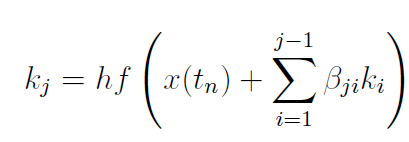 $k_j = hf\left(x(t_n) + \sum_{i=1}^{j-1} \beta_{ji} k_i\right)$